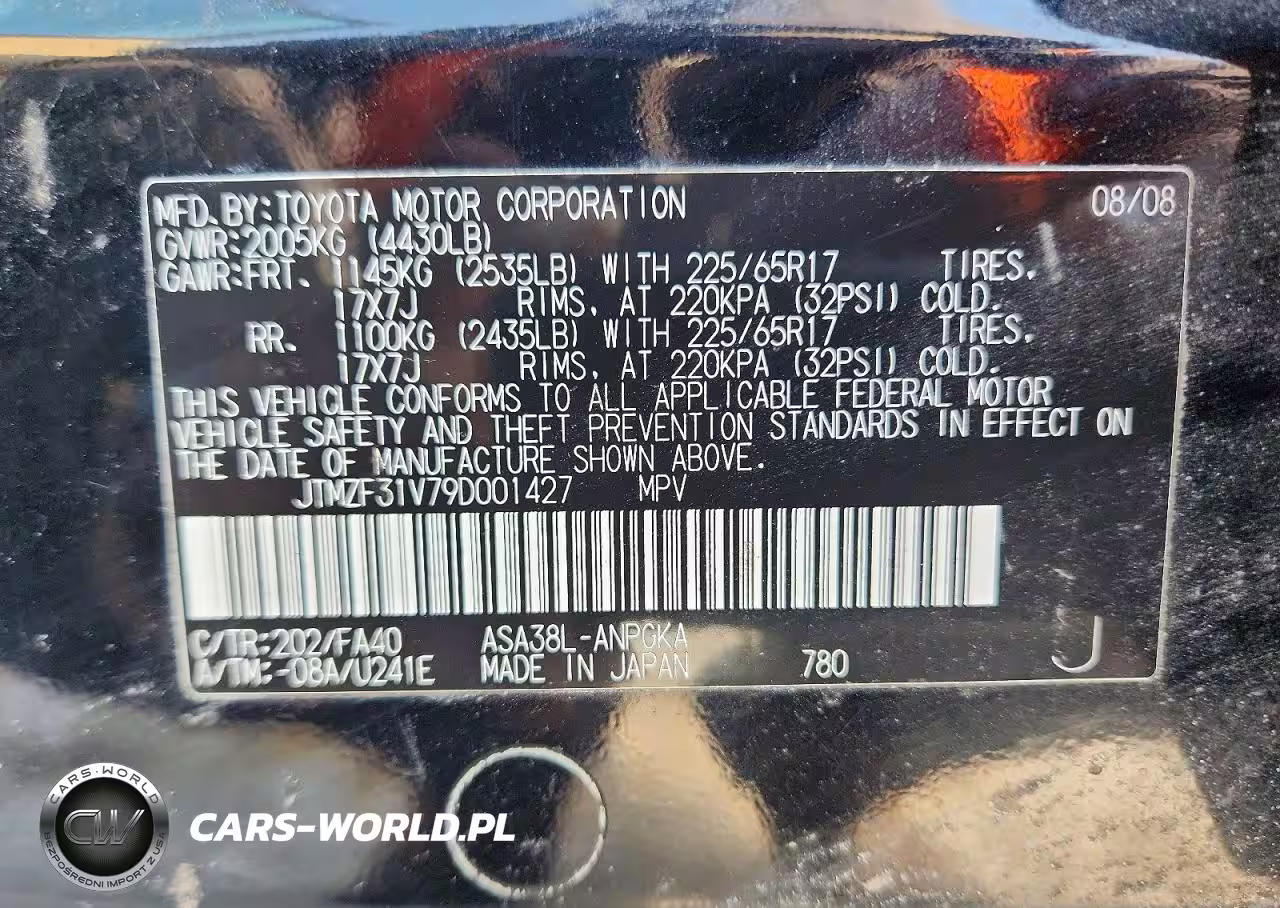 MFD. BY: TOYOTA MOTOR CORPORATION 08/08
GVWR: 2005KG (4430LB)
GAWR: FRT. 1145KG (2535LB) WITH 225/65R17 TIRES.
17X7J RIMS, AT 220KPA (32PSI) COLD.
RR. 1100KG (2435LB) WITH 225/65R17 TIRES.
17X7J RIMS, AT 220KPA (32PSI) COLD.
THIS VEHICLE CONFORMS TO ALL APPLICABLE FEDERAL MOTOR
VEHICLE SAFETY AND THEFT PREVENTION STANDARDS IN EFFECT ON
THE DATE OF MANUFACTURE SHOWN ABOVE.
JTMZF31V79D001427 MPV
C/TR: 202/FA40 ASA38L-ANPGKA
A/TM: -08A/U241E MADE IN JAPAN 780 J
CARS-WORLD
CW
BEZPOŚREDNI IMPORT Z USA
CARS-WORLD.PL